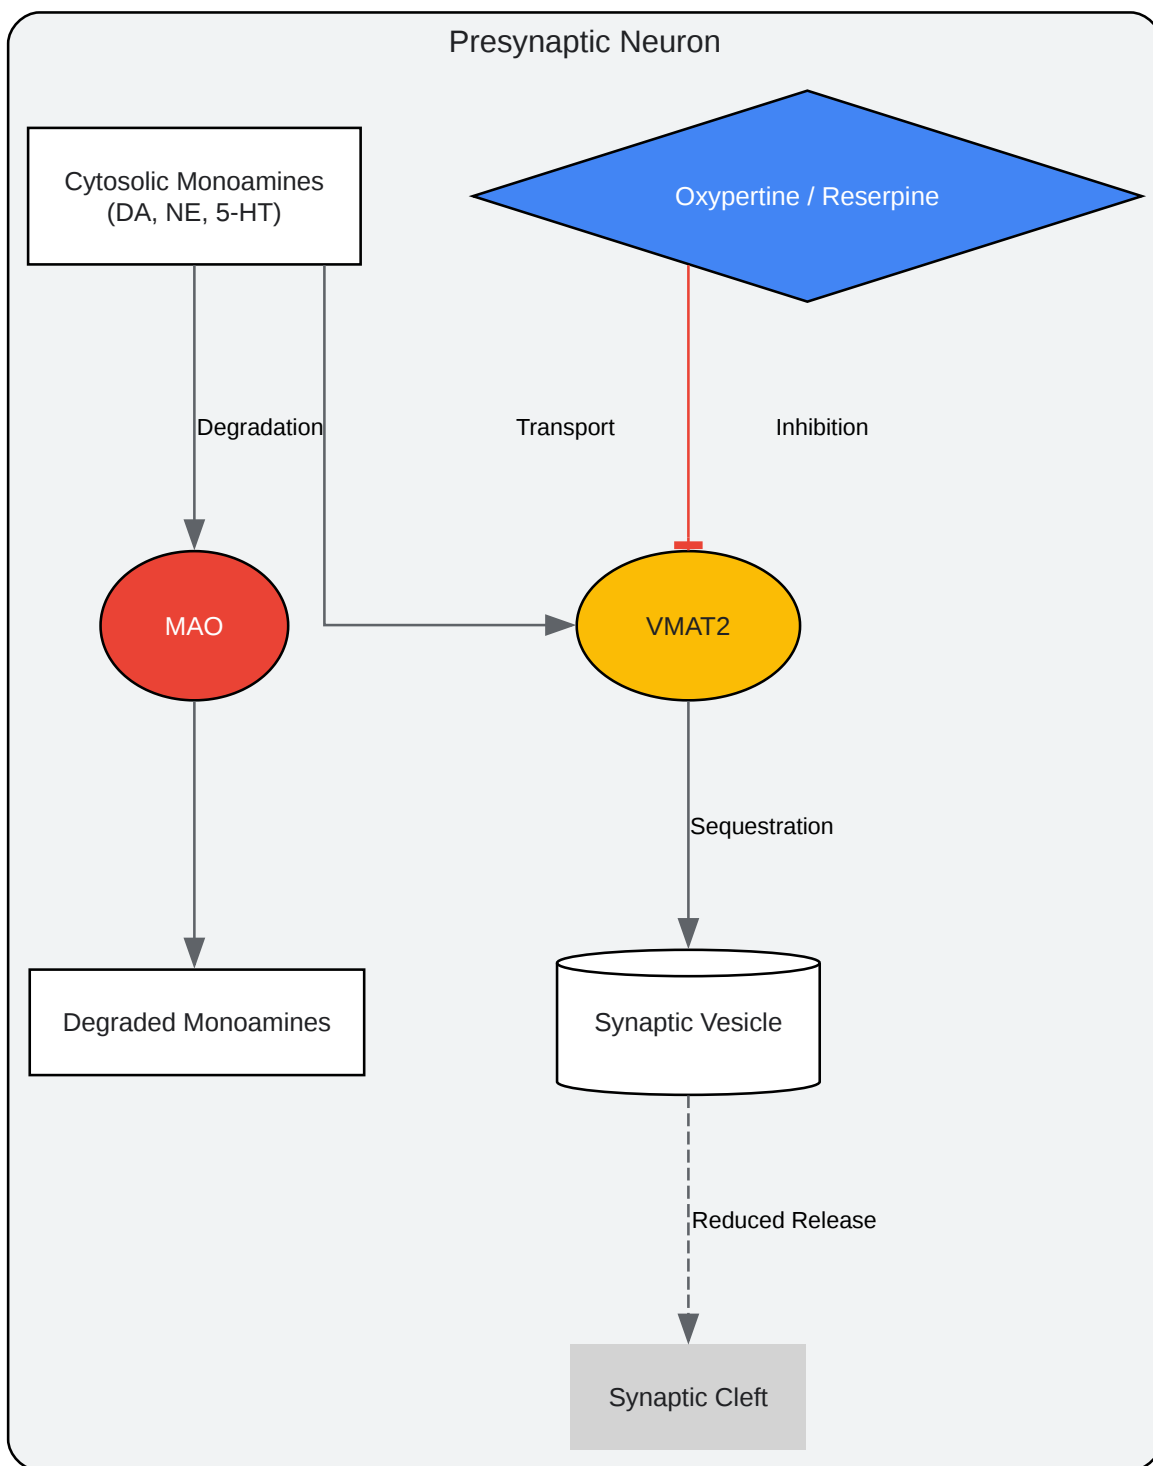 Presynaptic Neuron
Cytosolic Monoamines
(DA, NE, 5-HT)
Oxypertine / Reserpine
Degradation
Transport
Inhibition
MAO
VMAT2
Sequestration
Degraded Monoamines
Synaptic Vesicle
Reduced Release
Synaptic Cleft